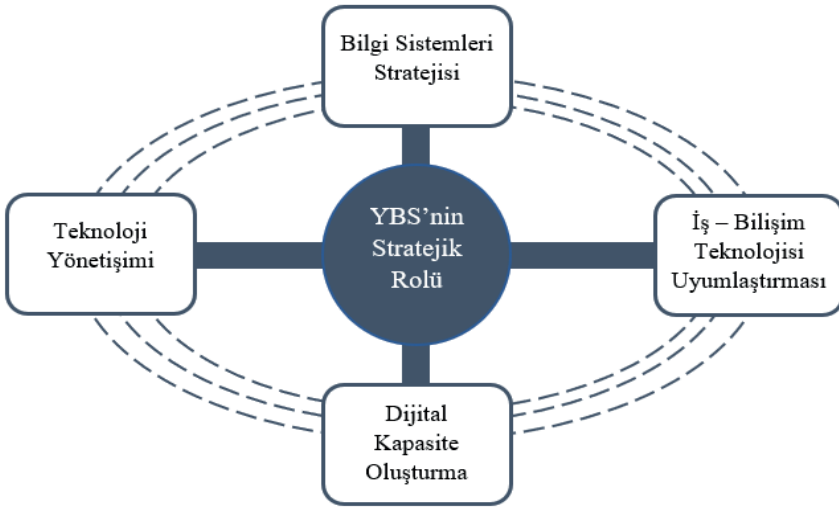 Bilgi Sistemleri
Stratejisi
Teknoloji
Yönetişimi
YBS’nin
Stratejik
Rolü
İş – Bilişim
Teknolojisi
Uyumlaştırması
Dijital
Kapasite
Oluşturma